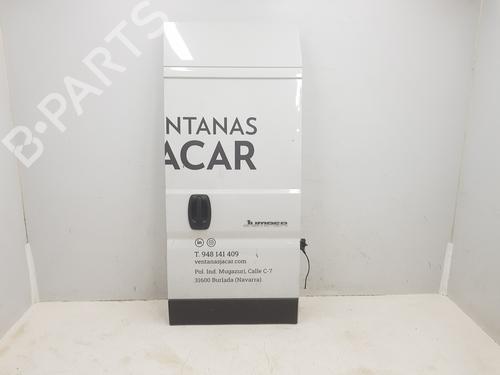 B-PARTS
NTANAS
ACAR
Jumper
T. 948 141 409
ventanasjacar.com
Pol. Ind. Mugazuri, Calle C-7
31600 Burlada (Navarra)